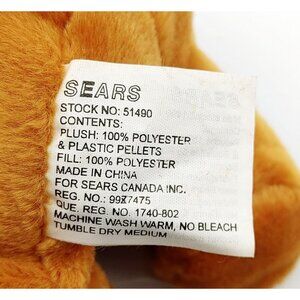 SEARS
STOCK NO: 51490
CONTENTS:
PLUSH: 100% POLYESTER
& PLASTIC PELLETS
FILL: 100% POLYESTER
MADE IN CHINA
FOR SEARS CANADA INC.
REG. NO.: 99Z7475
QUE. REG. NO. 1740-802
MACHINE WASH WARM, NO BLEACH
TUMBLE DRY MEDIUM